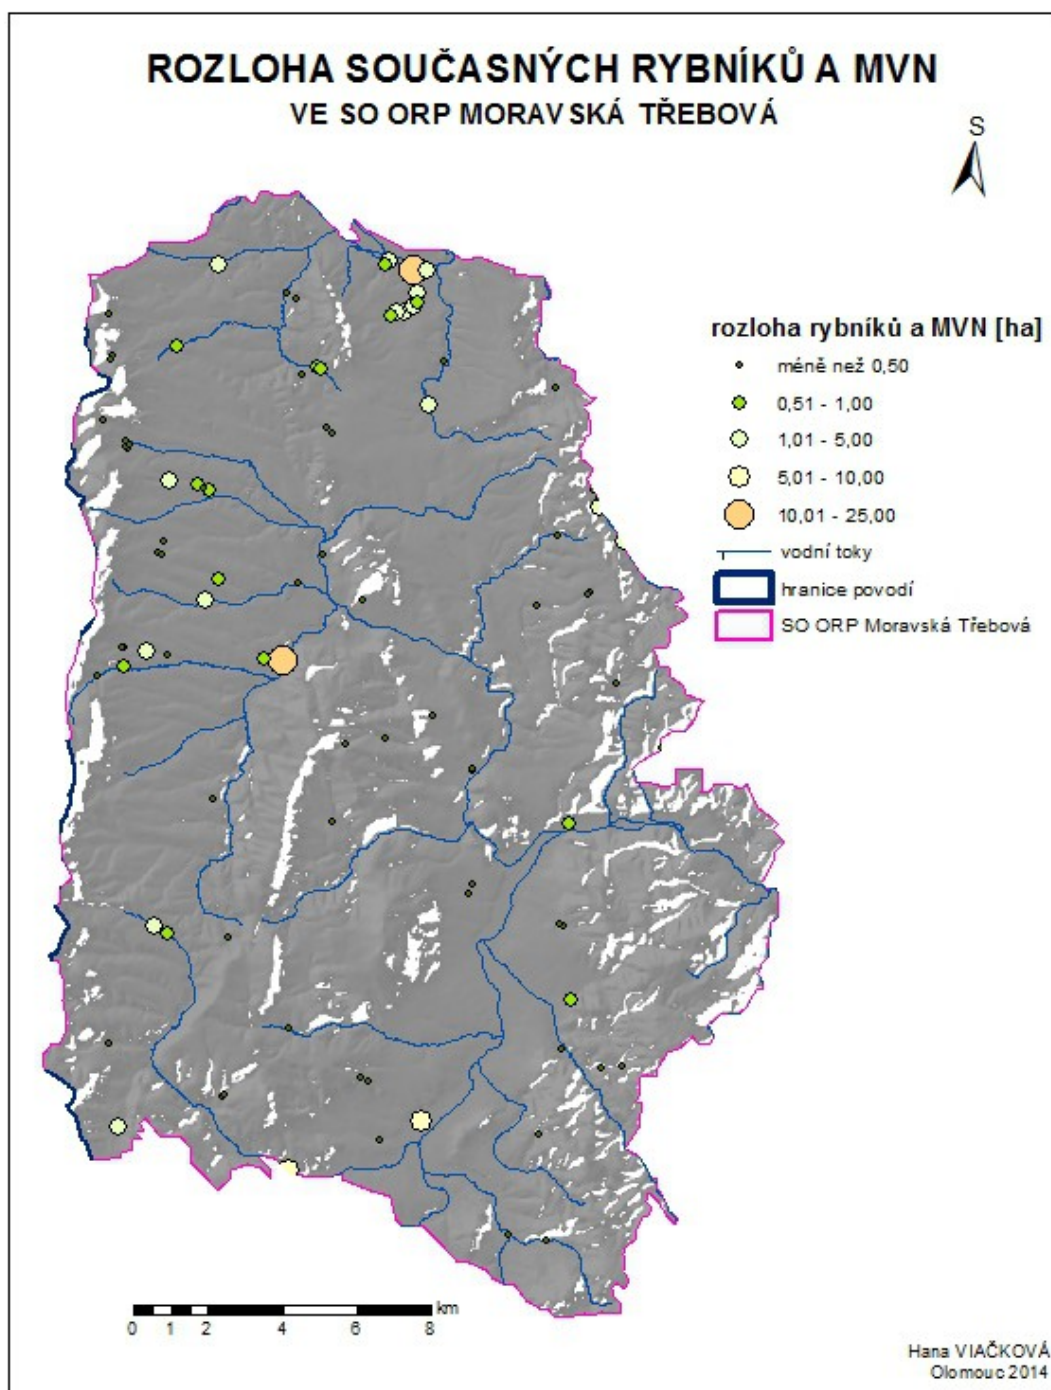 ROZLOHA SOUČASNÝCH RYBNÍKŮ A MVN
VE SO ORP MORAVSKÁ TŘEBOVÁ
S
rozloha rybníků a MVN [ha]
méně než 0,50
0,51 - 1,00
1,01 - 5,00
5,01 - 10,00
10,01 - 25,00
vodní toky
hranice povodí
SO ORP Moravská Třebová
km
0 1 2 4 6 8
Hana VIAČKOVÁ
Olomouc 2014